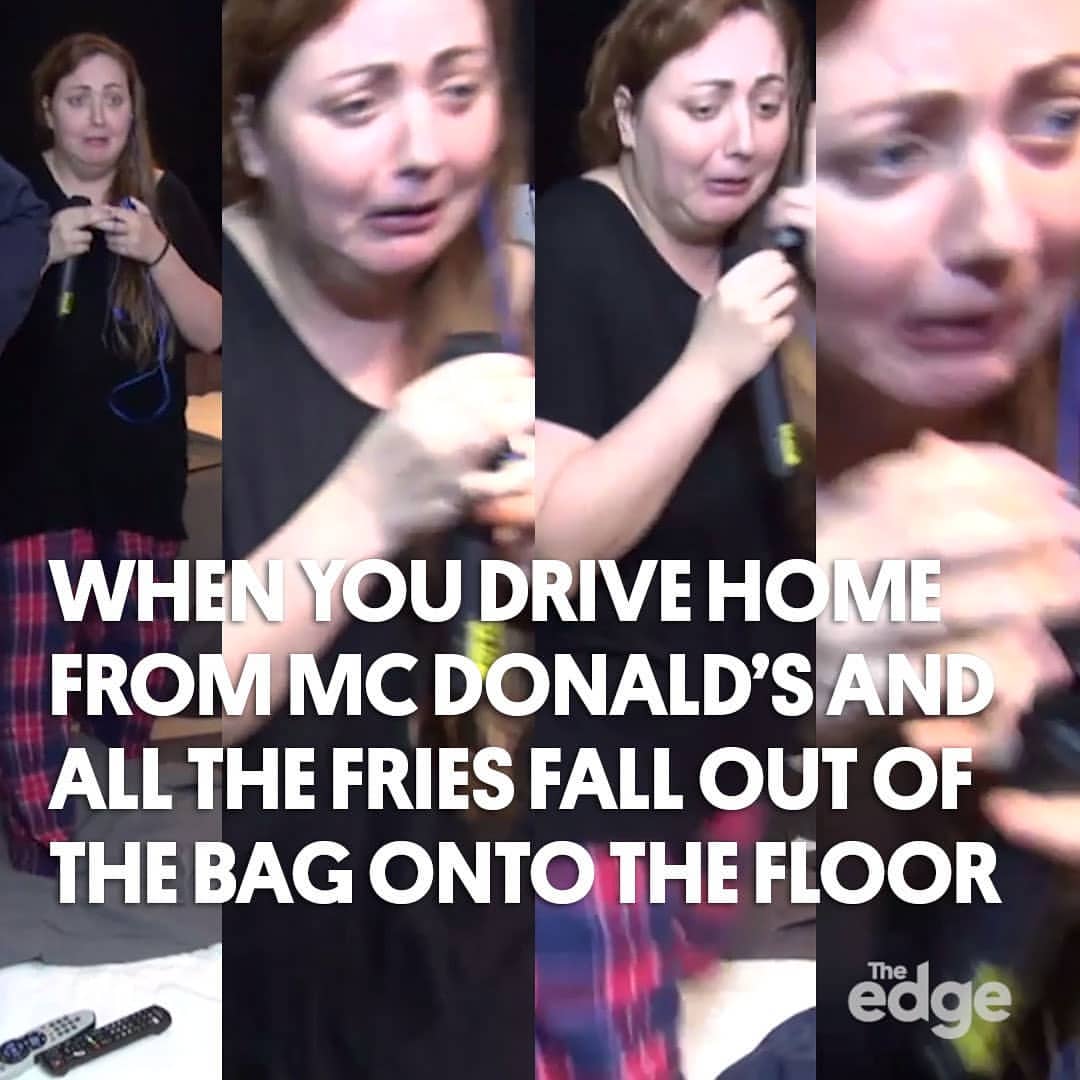 WHEN YOU DRIVE HOME
FROM MC DONALD'S AND
ALL THE FRIES FALL OUT OF
THE BAG ONTO THE FLOOR
The
edge